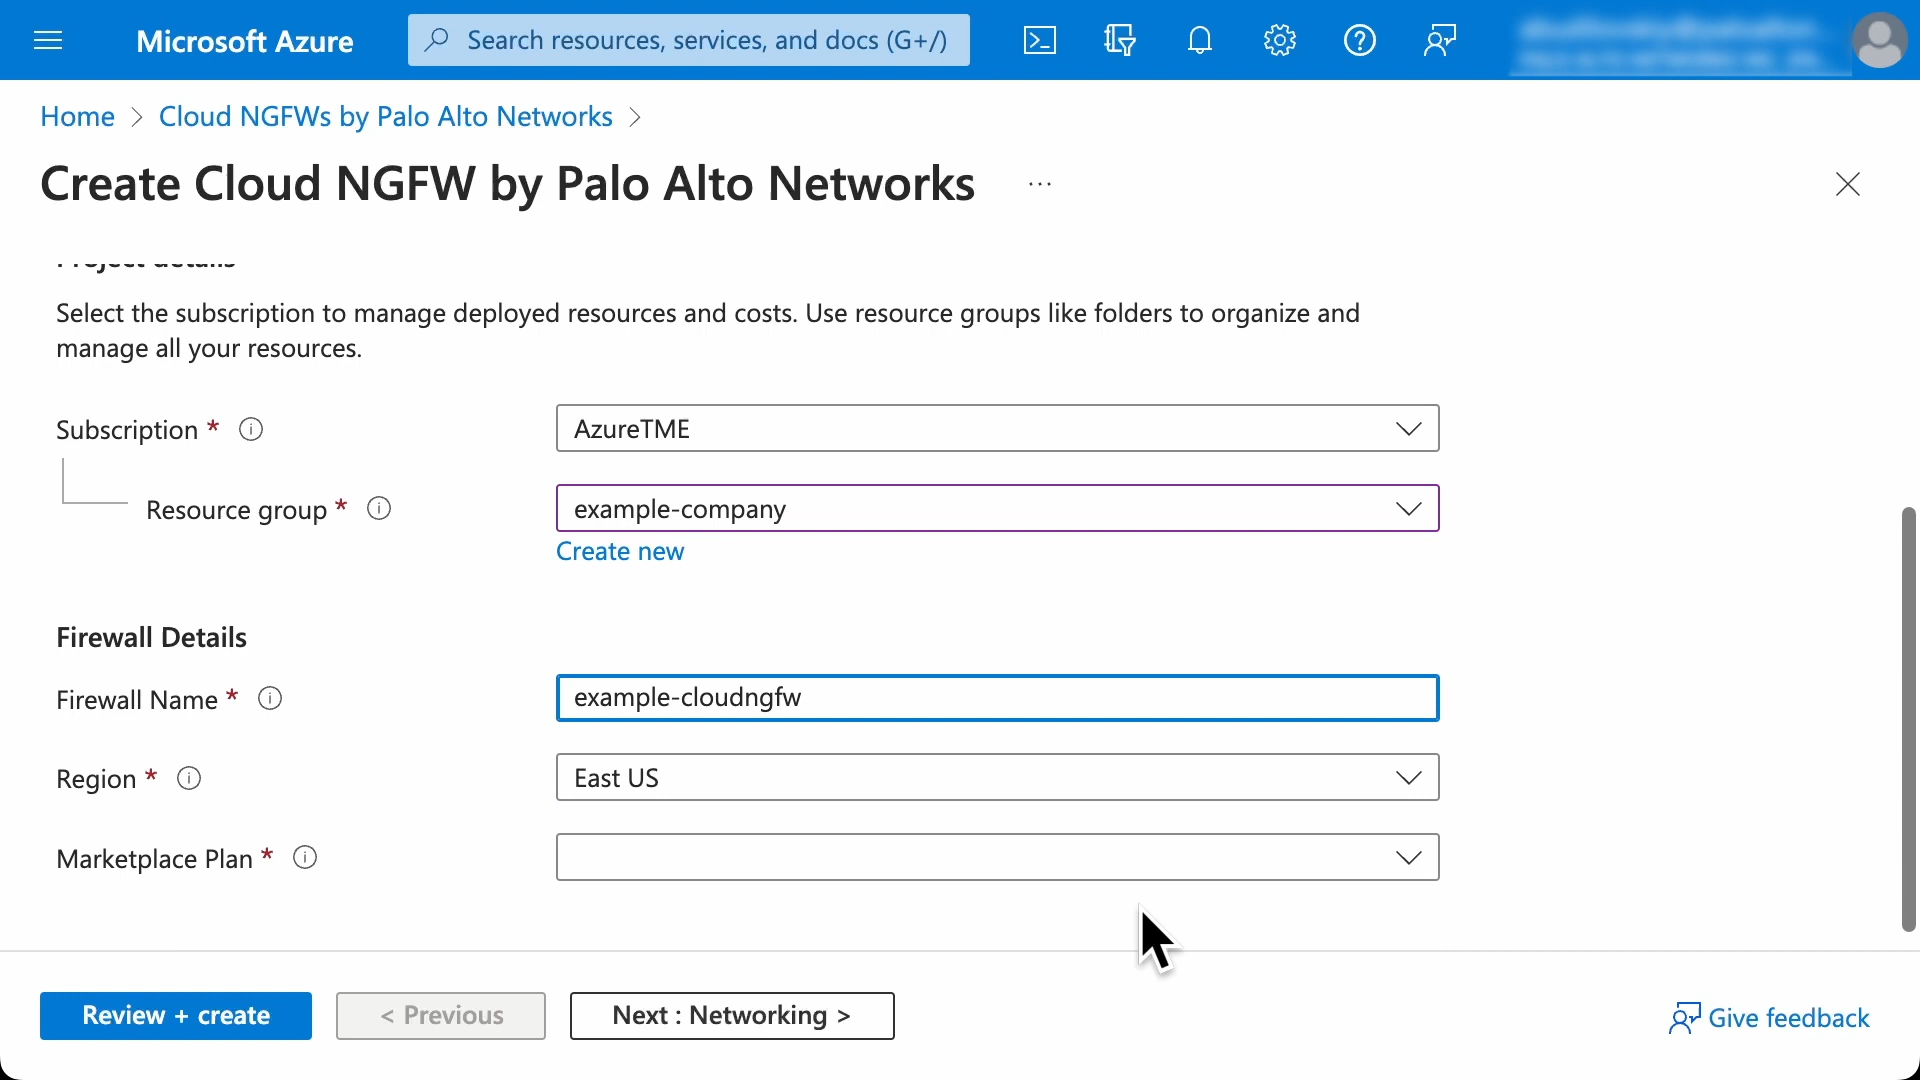 Microsoft Azure
Search resources, services, and docs (G+/)
Home > Cloud NGFWs by Palo Alto Networks >
Create Cloud NGFW by Palo Alto Networks ...
Project details
Select the subscription to manage deployed resources and costs. Use resource groups like folders to organize and
manage all your resources.
Subscription *
AzureTME
Resource group *
example-company
Create new
Firewall Details
Firewall Name *
example-cloudngfw
Region *
East US
Marketplace Plan *
Review + create
< Previous
Next : Networking >
Give feedback